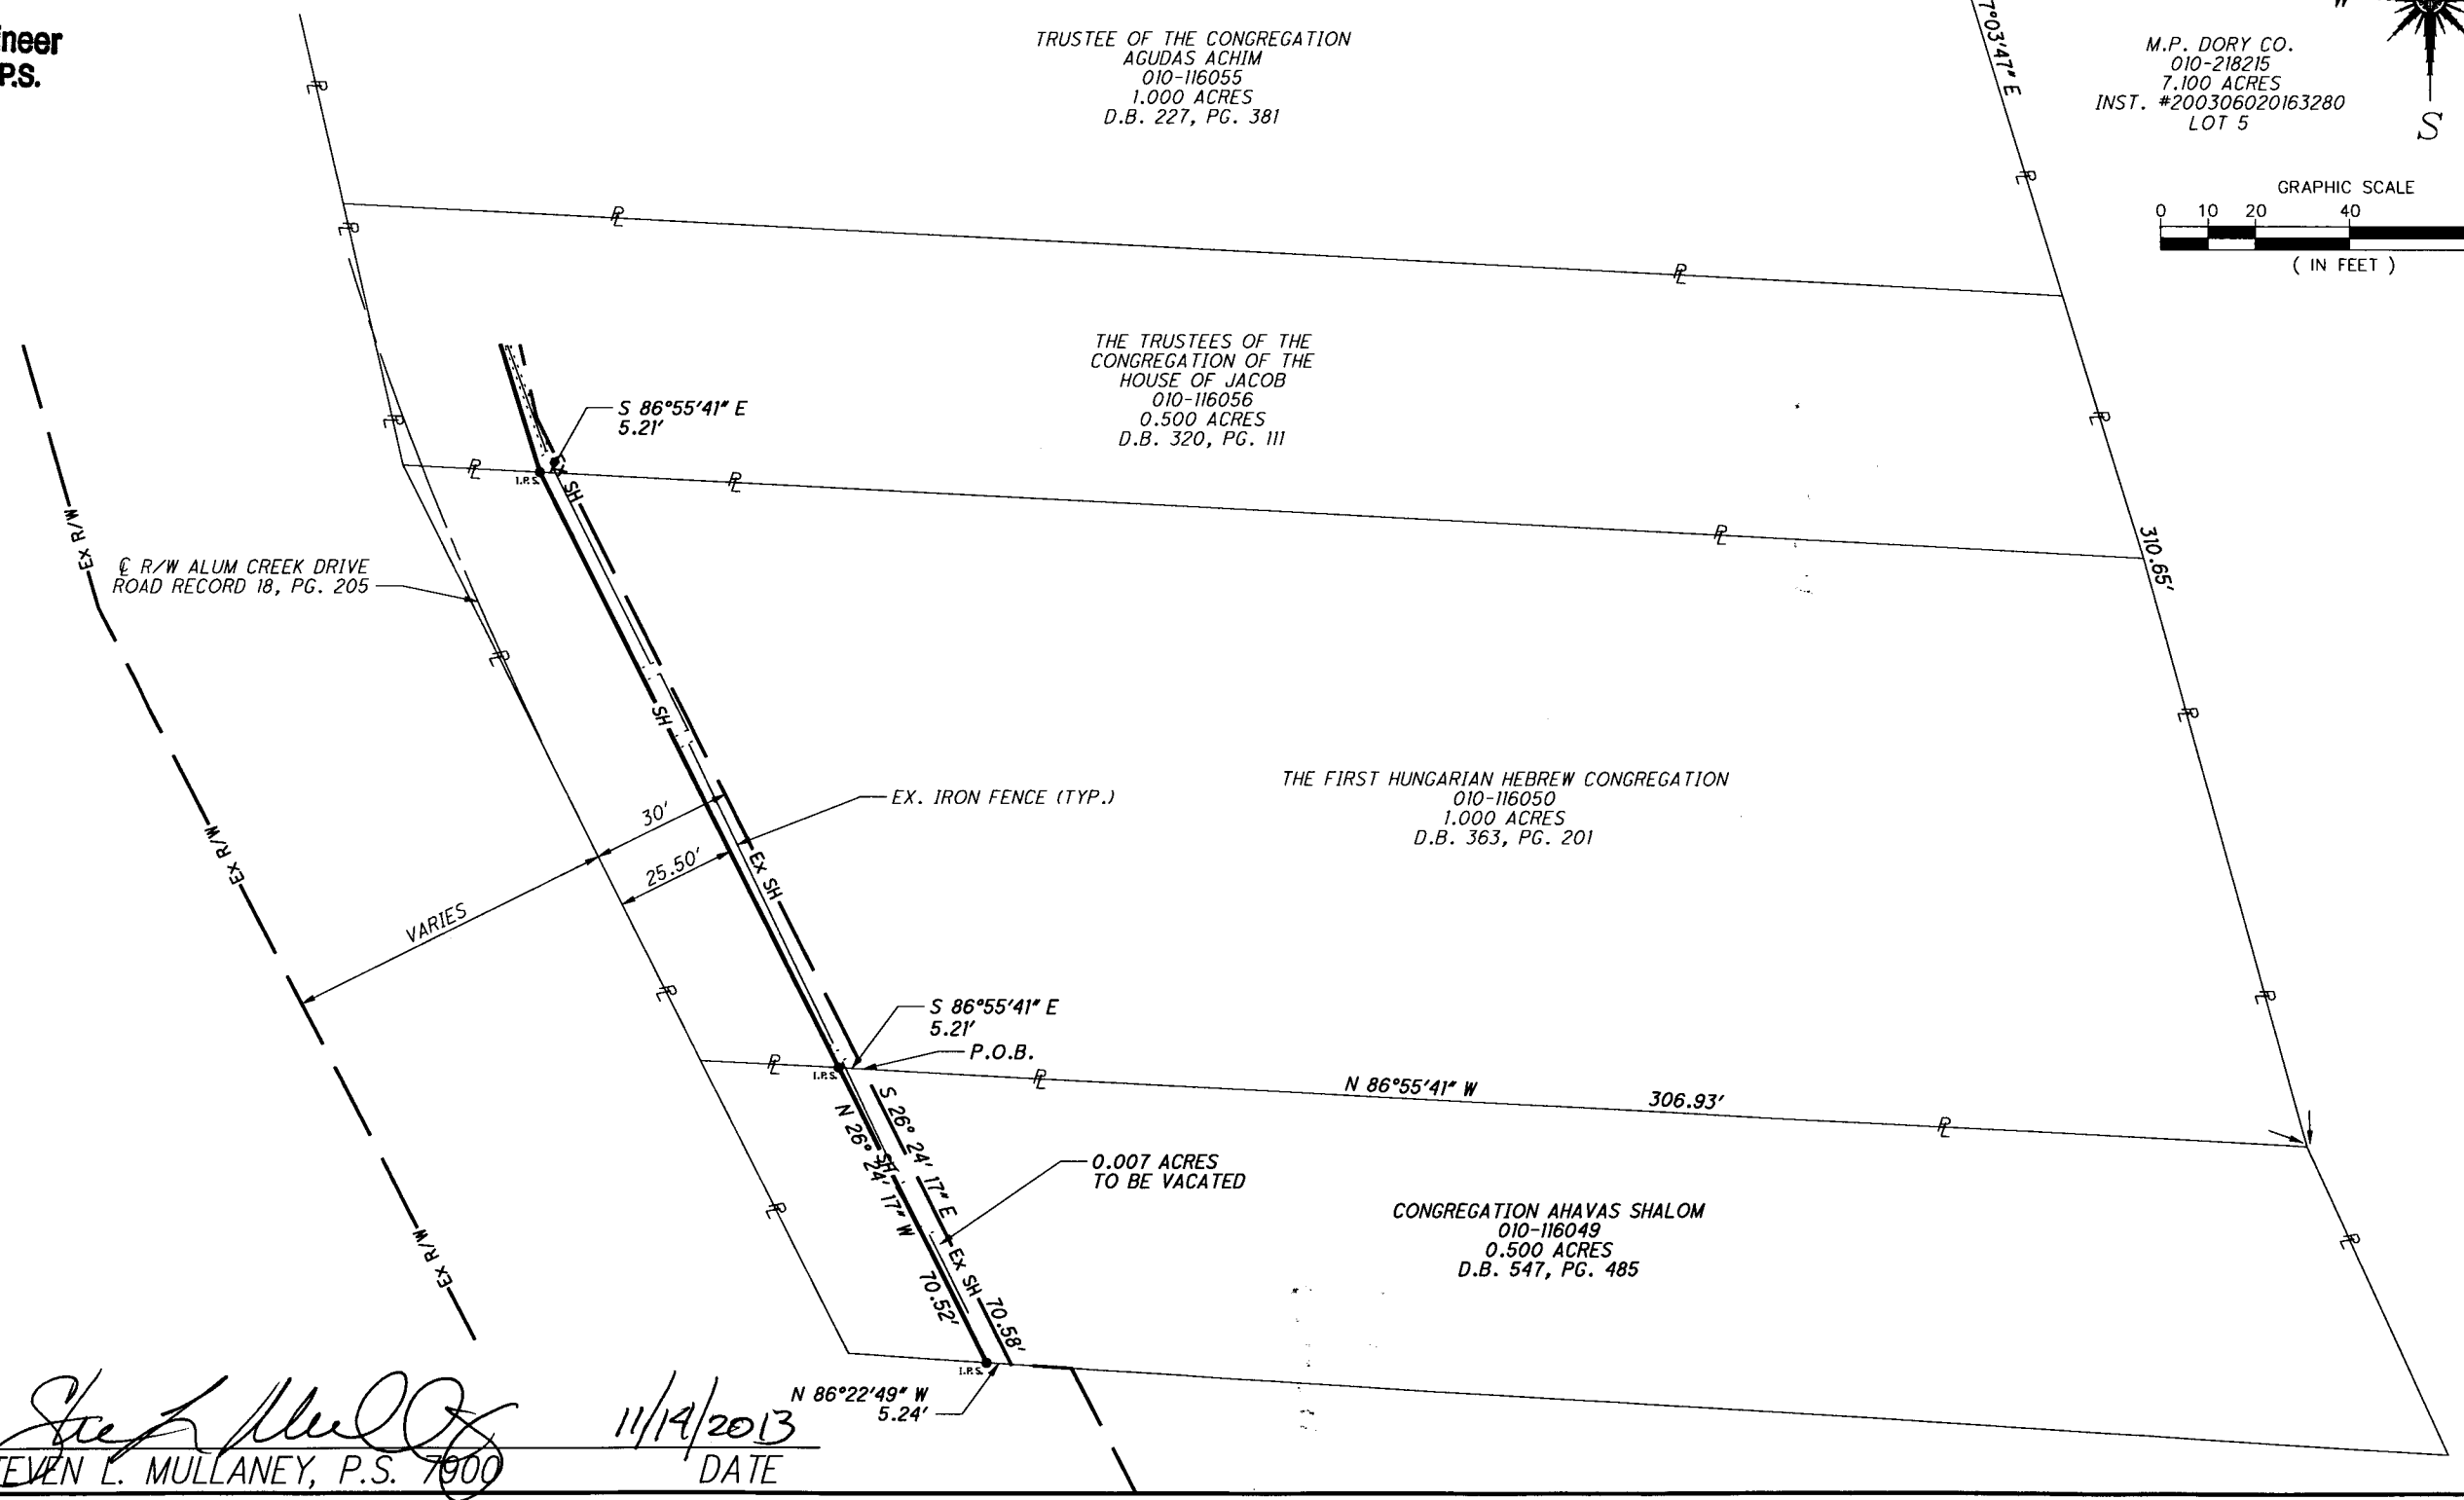 P.S.
TRUSTEE OF THE CONGREGATION
AGUDAS ACHIM
010-116055
1.000 ACRES
D.B. 227, PG. 381
7°03'47" E
W
M.P. DORY CO.
010-218215
7.100 ACRES
INST. #200306020163280
LOT 5
S
GRAPHIC SCALE
0 10 20 40
( IN FEET )
THE TRUSTEES OF THE
CONGREGATION OF THE
HOUSE OF JACOB
010-116056
0.500 ACRES
D.B. 320, PG. 111
S 86°55'41" E
5.21'
I.P.S.
EX SH
EX R/W
℄ R/W ALUM CREEK DRIVE
ROAD RECORD 18, PG. 205
310.65'
SH
THE FIRST HUNGARIAN HEBREW CONGREGATION
010-116050
1.000 ACRES
D.B. 363, PG. 201
EX. IRON FENCE (TYP.)
30'
25.50'
EX SH
EX R/W
VARIES
S 86°55'41" E
5.21'
P.O.B.
I.P.S.
N 86°55'41" W 306.93'
S 26° 24' 17" E
N 26° 24' 17" W
SH
0.007 ACRES
TO BE VACATED
CONGREGATION AHAVAS SHALOM
010-116049
0.500 ACRES
D.B. 547, PG. 485
EX R/W
EX SH
70.52'
70.58'
I.P.S.
N 86°22'49" W
5.24'
11/14/2013
L. MULLANEY, P.S. 7900
DATE